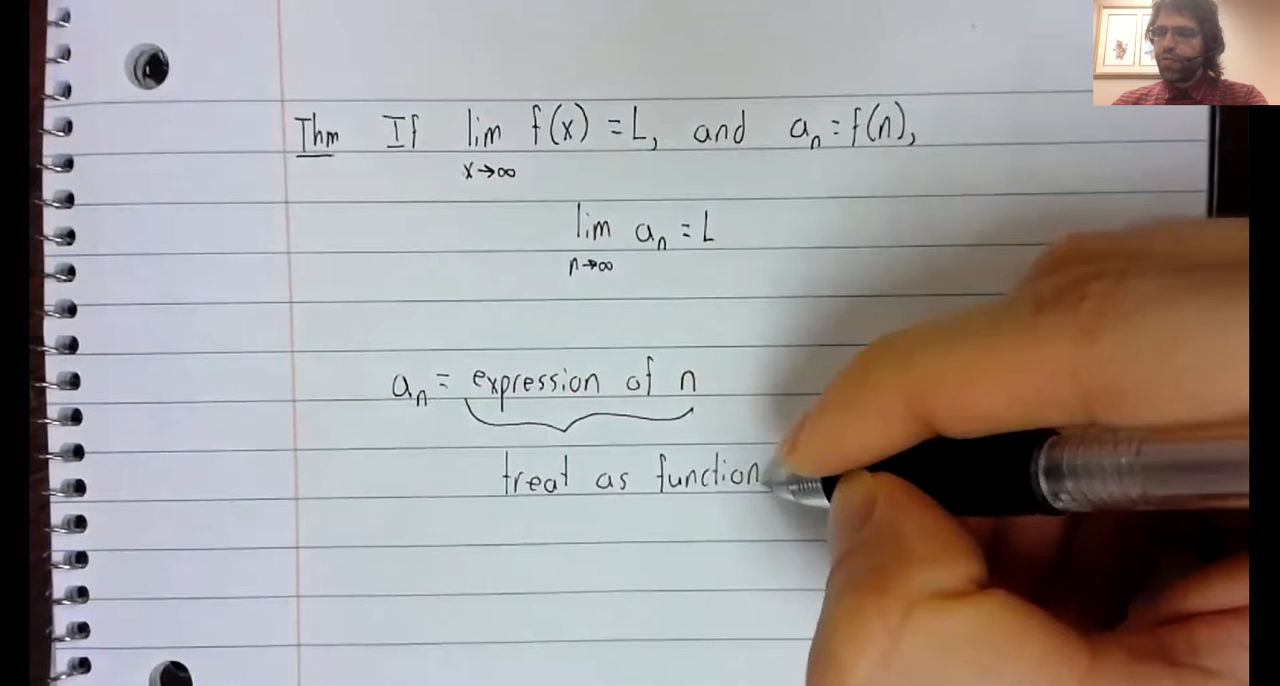 Thm If lim f(x) = L, and aₙ = f(n),
x→∞
lim aₙ = L
n→∞
aₙ = expression of n
treat as function